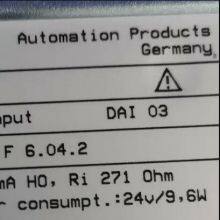 Automation Products
Germany
nput DAI 03
F 6.04.2
mA HO, Ri 271 Ohm
r consumpt.:24v/9,6W